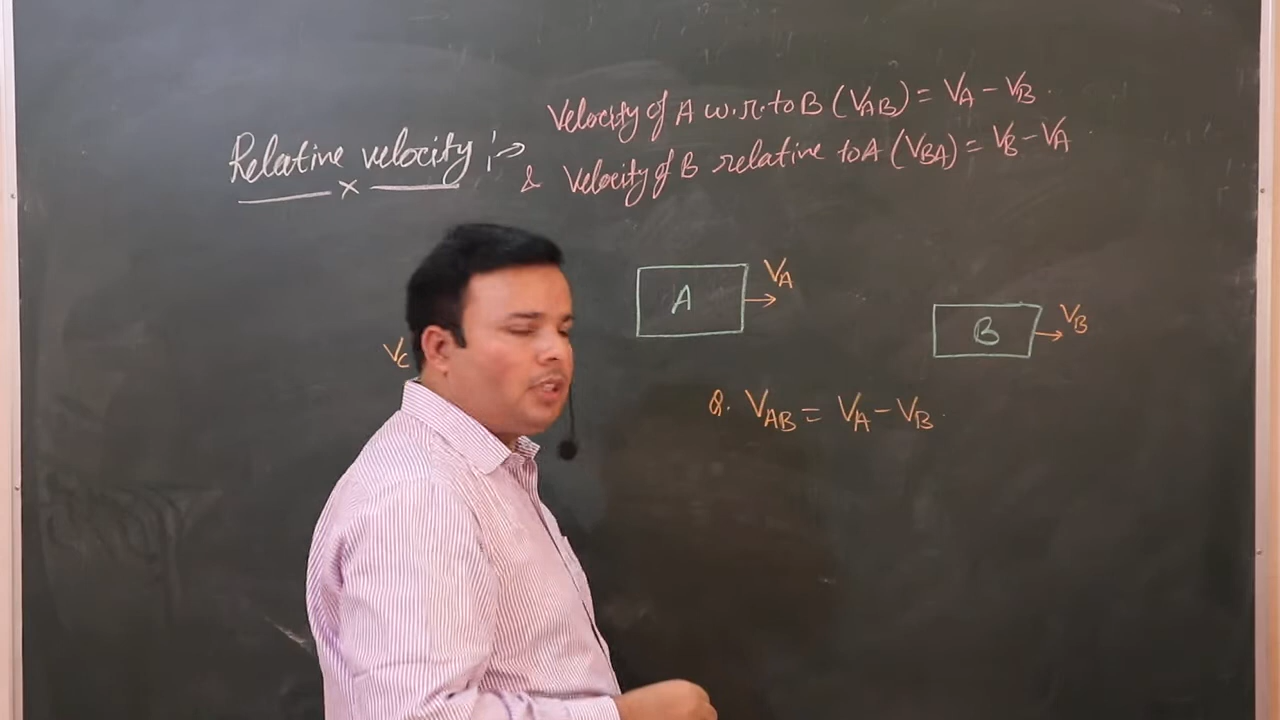 Velocity of A w.r.to B (VAB) = VA - VB.
Relative velocity :→
& Velocity of B relative to A (VBA) = VB - VA
A
VA
B
VB
VC
Q. VAB = VA - VB.